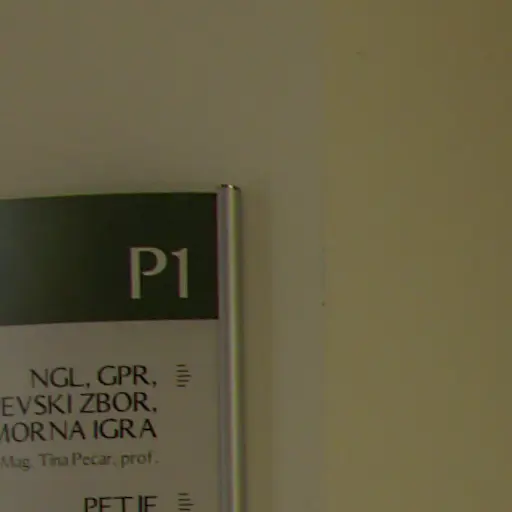 P1
NGL, GPR,
EVSKI ZBOR,
MORNA IGRA
Mag. Tina Pecar, prof.
PETJE